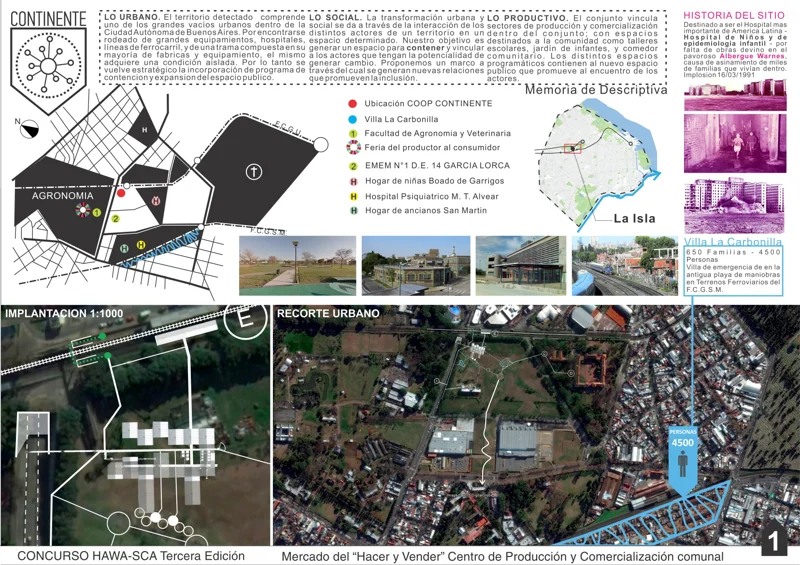 CONTINENTE
LO URBANO. El territorio detectado comprende
uno de los grandes vacios urbanos dentro de la
Ciudad Autónoma de Buenos Aires. Por encontrarse
rodeado de grandes equipamientos, hospitales,
líneas de ferrocarril, y de una trama compuesta en su
mayoría de fabricas y equipamiento, el mismo
adquiere una condición aislada. Por lo tanto se
vuelve estratégico la incorporación de programa de
contencion y expansion del espacio publico.
LO SOCIAL. La transformación urbana y
social se da a través de la interacción de los
distintos actores de un territorio en un
espacio determinado. Nuestro objetivo es
generar un espacio para contener y vincular
a los actores que tengan la potencialidad de
generar cambio. Proponemos un marco a
través del cual se generan nuevas relaciones
que promueven la inclusión.
LO PRODUCTIVO. El conjunto vincula
sectores de producción y comercialización
dentro del conjunto; con espacios
destinados a la comunidad como talleres
escolares, jardín de infantes, y comedor
comunitario. Los distintos espacios
programáticos contienen al nuevo espacio
publico que promueve al encuentro de los
actores.
HISTORIA DEL SITIO
Destinado a ser el Hospital mas
importante de America Latina -
Hospital de Niños y de
epidemiologia infantil - por
falta de obras devino en el
pavoroso Albergue Warnes,
causa de asinamiento de miles
de familias que vivían dentro.
Implosion 16/03/1991
Memoria de Descriptiva
N
H
F.C.G.U.
AGRONOMIA
1
2
H
H
H
F.C.G.S.M.
Ubicación COOP CONTINENTE
Villa La Carbonilla
1 Facultad de Agronomia y Veterinaria
Feria del productor al consumidor
2 EMEM N°1 D.E. 14 GARCIA LORCA
H Hogar de niñas Boado de Garrigos
H Hospital Psiquiatrico M. T. Alvear
H Hogar de ancianos San Martin
La Isla
Villa La Carbonilla
650 Familias - 4500
Personas
Villa de emergencia de en la
antigua playa de maniobras
en Terrenos Ferroviarios del
F.C.G.S.M.
IMPLANTACION 1:1000
E
RECORTE URBANO
PERSONAS
4500
1
CONCURSO HAWA-SCA Tercera Edición
Mercado del "Hacer y Vender" Centro de Producción y Comercialización comunal